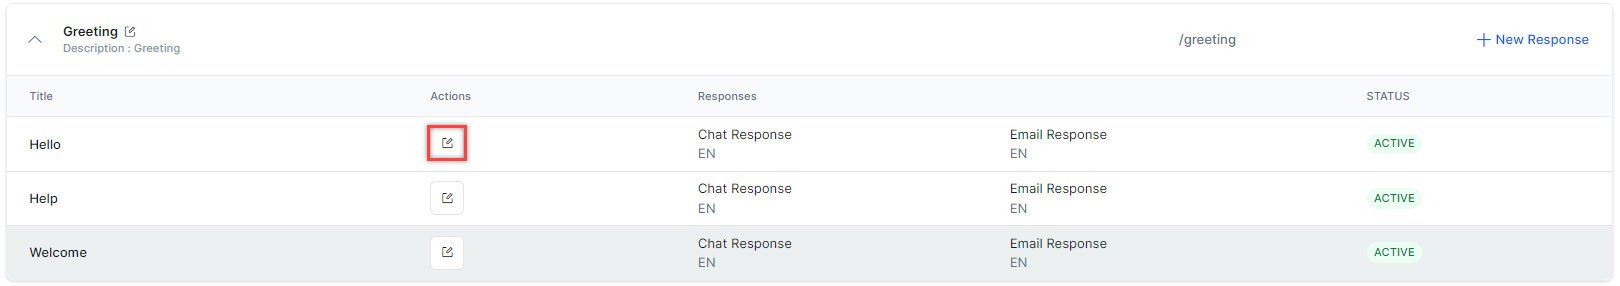 Greeting
Description : Greeting
/greeting
New Response
Title Actions Responses STATUS
Hello Chat Response Email Response ACTIVE
EN EN
Help Chat Response Email Response ACTIVE
EN EN
Welcome Chat Response Email Response ACTIVE
EN EN